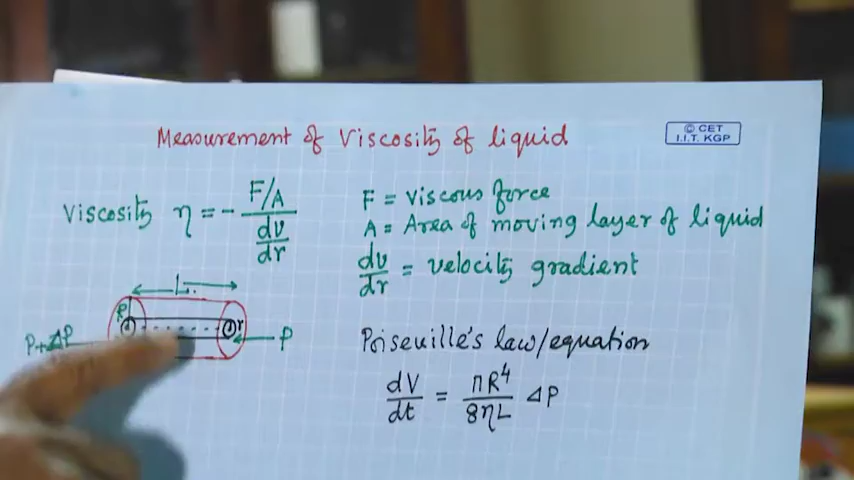 Measurement of Viscosity of liquid
© CET
I.I.T. KGP
Viscosity η = - F/A / dv/dr
F = viscous force
A = Area of moving layer of liquid
dv/dr = velocity gradient
L
R
r
P+ΔP
P
Poiseuille's law/equation
dV/dt = πR⁴/8ηL ΔP